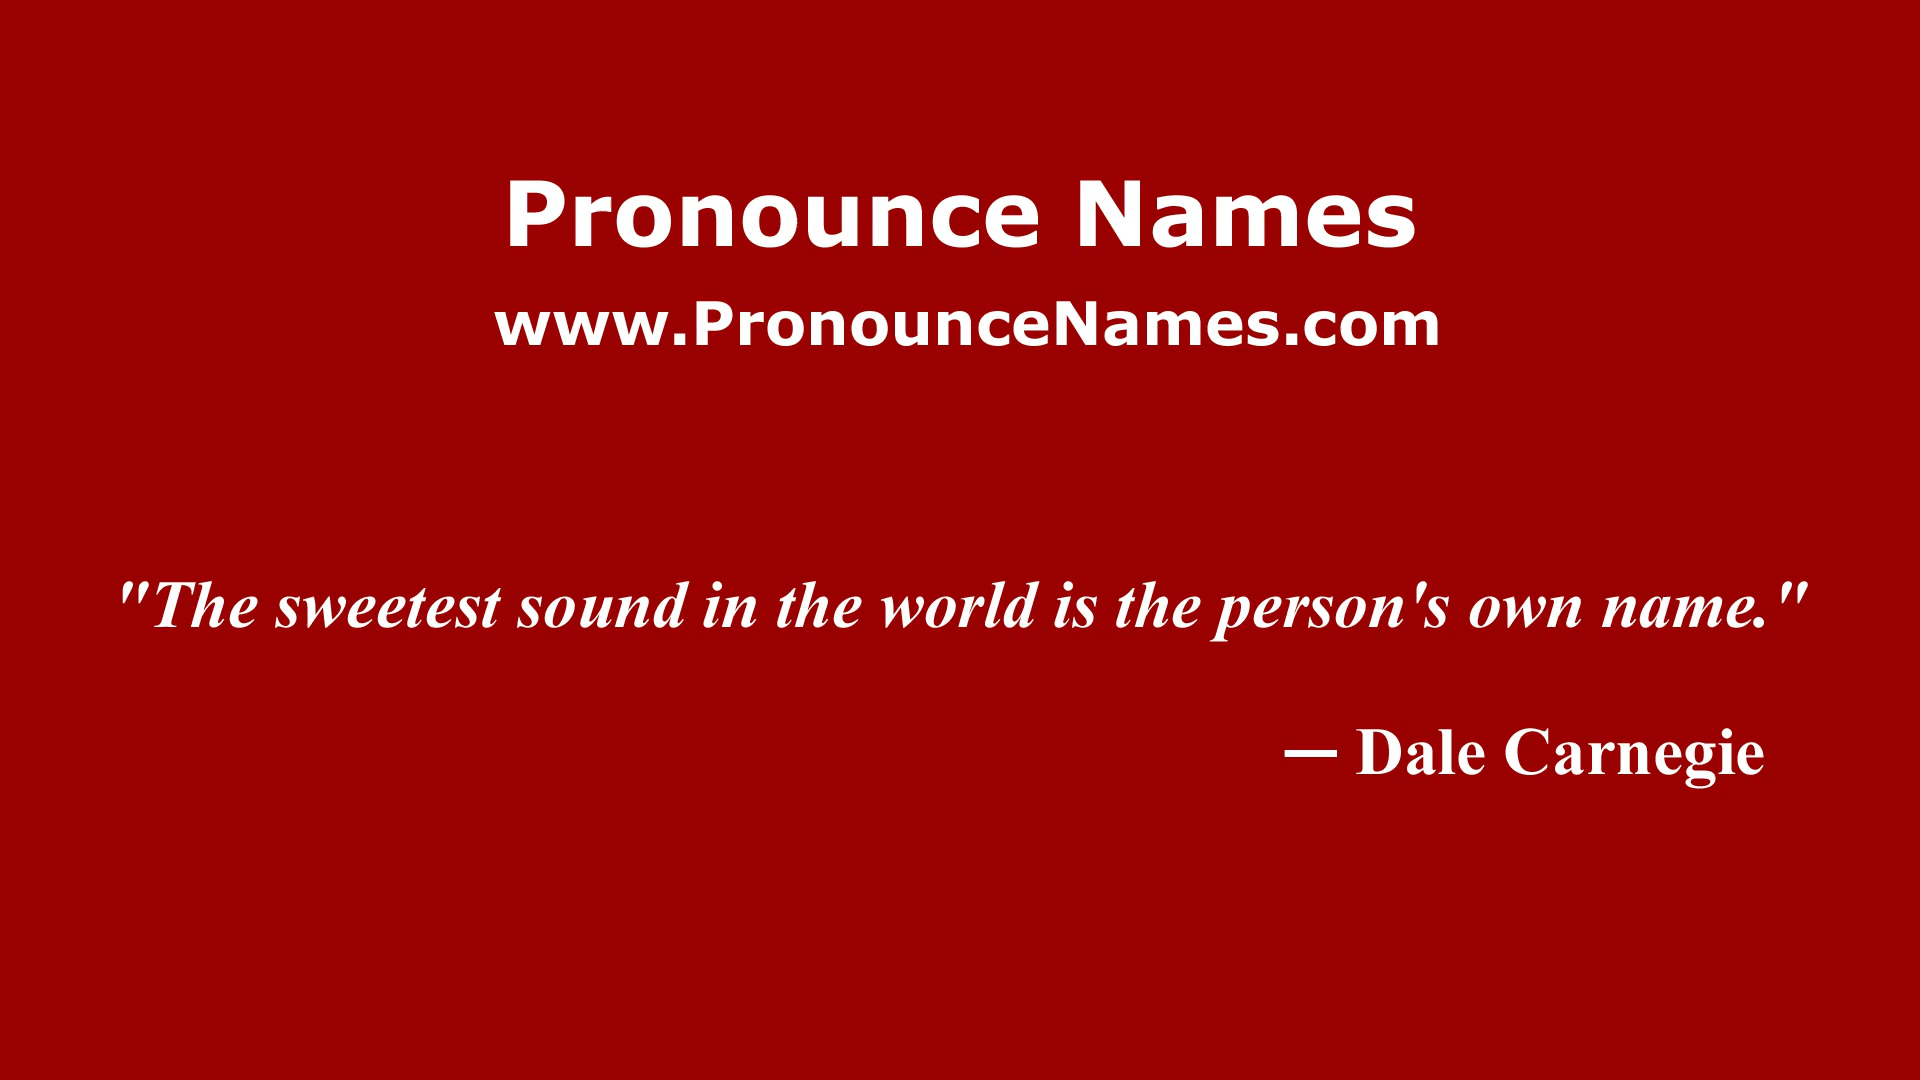 Pronounce Names
www.PronounceNames.com
"The sweetest sound in the world is the person's own name."
— Dale Carnegie